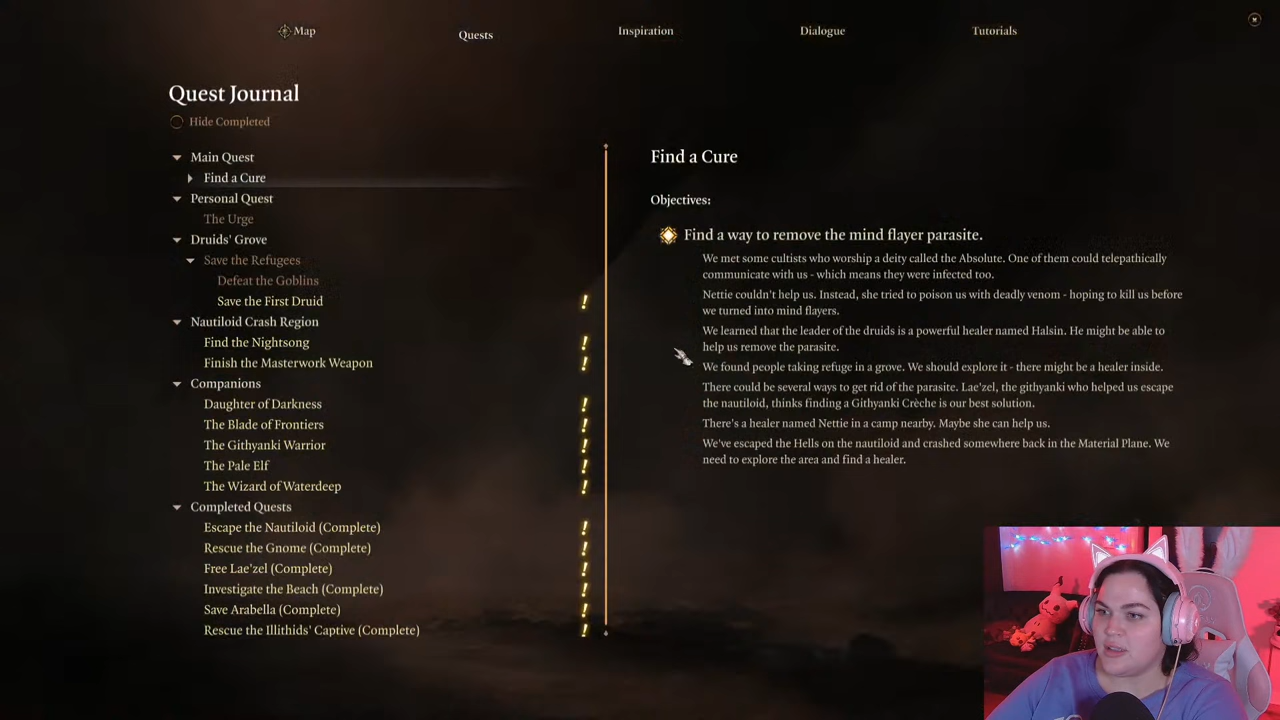 Map
Quests
Inspiration
Dialogue
Tutorials
Quest Journal
Hide Completed
Main Quest
Find a Cure
Personal Quest
The Urge
Druids' Grove
Save the Refugees
Defeat the Goblins
Save the First Druid
Nautiloid Crash Region
Find the Nightsong
Finish the Masterwork Weapon
Companions
Daughter of Darkness
The Blade of Frontiers
The Githyanki Warrior
The Pale Elf
The Wizard of Waterdeep
Completed Quests
Escape the Nautiloid (Complete)
Rescue the Gnome (Complete)
Free Lae'zel (Complete)
Investigate the Beach (Complete)
Save Arabella (Complete)
Rescue the Illithids' Captive (Complete)
Find a Cure
Objectives:
Find a way to remove the mind flayer parasite.
We met some cultists who worship a deity called the Absolute. One of them could telepathically
communicate with us - which means they were infected too.
Nettie couldn't help us. Instead, she tried to poison us with deadly venom - hoping to kill us before
we turned into mind flayers.
We learned that the leader of the druids is a powerful healer named Halsin. He might be able to
help us remove the parasite.
We found people taking refuge in a grove. We should explore it - there might be a healer inside.
There could be several ways to get rid of the parasite. Lae'zel, the githyanki who helped us escape
the nautiloid, thinks finding a Githyanki Crèche is our best solution.
There's a healer named Nettie in a camp nearby. Maybe she can help us.
We've escaped the Hells on the nautiloid and crashed somewhere back in the Material Plane. We
need to explore the area and find a healer.